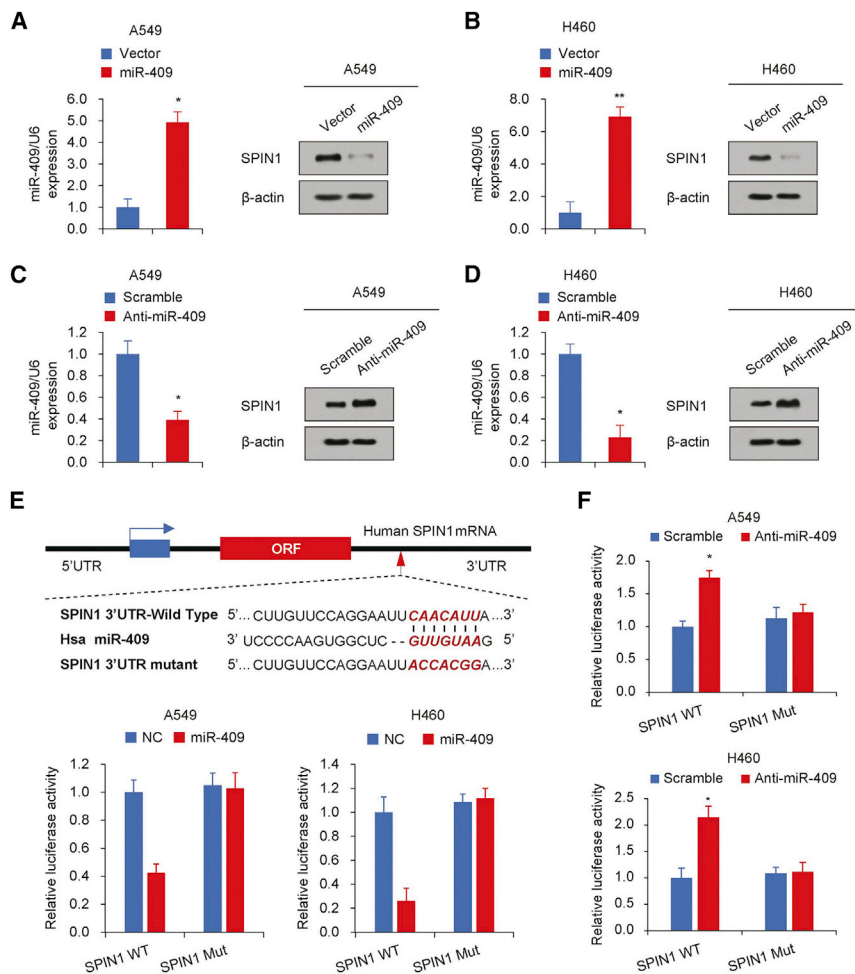 A
A549
Vector
miR-409
miR-409/U6
expression
6.0
5.0
4.0
3.0
2.0
1.0
0.0
*
A549
Vector
miR-409
SPIN1
β-actin
B
H460
Vector
miR-409
miR-409/U6
expression
8.0
6.0
4.0
2.0
0.0
**
H460
Vector
miR-409
SPIN1
β-actin
C
A549
Scramble
Anti-miR-409
miR-409/U6
expression
1.2
1.0
0.8
0.6
0.4
0.2
0.0
*
A549
Scramble
Anti-miR-409
SPIN1
β-actin
D
H460
Scramble
Anti-miR-409
miR-409/U6
expression
1.2
1.0
0.8
0.6
0.4
0.2
0.0
*
H460
Scramble
Anti-miR-409
SPIN1
β-actin
E
Human SPIN1 mRNA
ORF
5'UTR
3'UTR
SPIN1 3'UTR-Wild Type 5'... CUUGUUCCAGGAAUUCAACAUUA...3'
Hsa miR-409 3' UCCCCAAGUGGCUC--GUUGUAAG 5'
SPIN1 3'UTR mutant 5'... CUUGUUCCAGGAAUUACCACGGA...3'
A549
NC miR-409
Relative luciferase activity
1.2
1.0
0.8
0.6
0.4
0.2
0.0
SPIN1 WT
SPIN1 Mut
H460
NC miR-409
Relative luciferase activity
1.4
1.2
1.0
0.8
0.6
0.4
0.2
0.0
SPIN1 WT
SPIN1 Mut
F
A549
Scramble Anti-miR-409
Relative luciferase activity
2.0
1.5
1.0
0.5
0.0
*
SPIN1 WT
SPIN1 Mut
H460
Scramble Anti-miR-409
Relative luciferase activity
2.5
2.0
1.5
1.0
0.5
0.0
*
SPIN1 WT
SPIN1 Mut